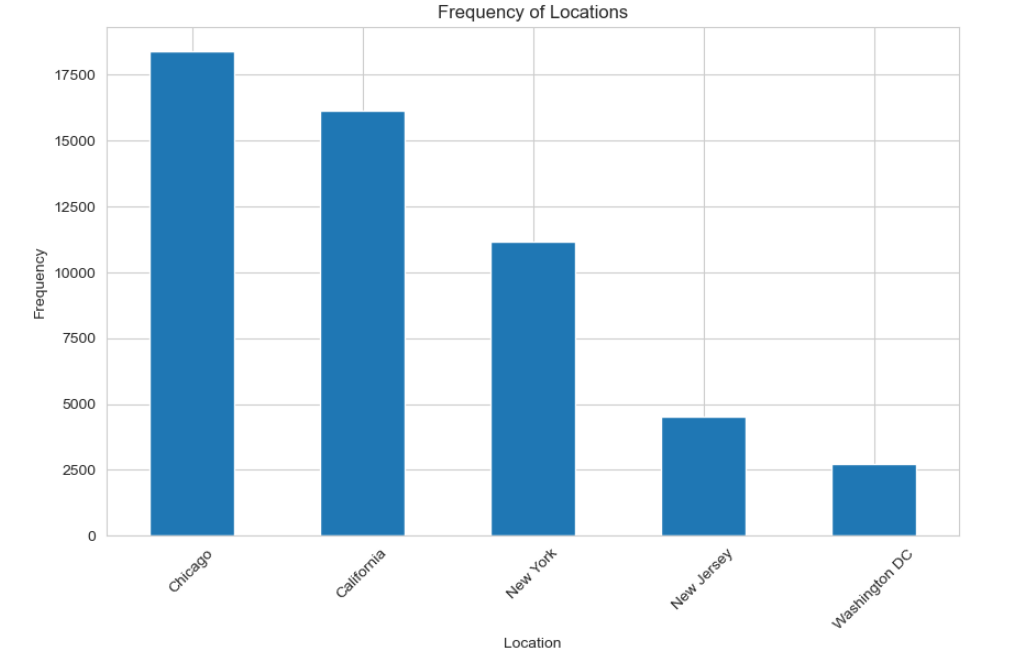 Frequency of Locations
17500
15000
12500
10000
7500
5000
2500
0
Frequency
Chicago
California
New York
New Jersey
Washington DC
Location